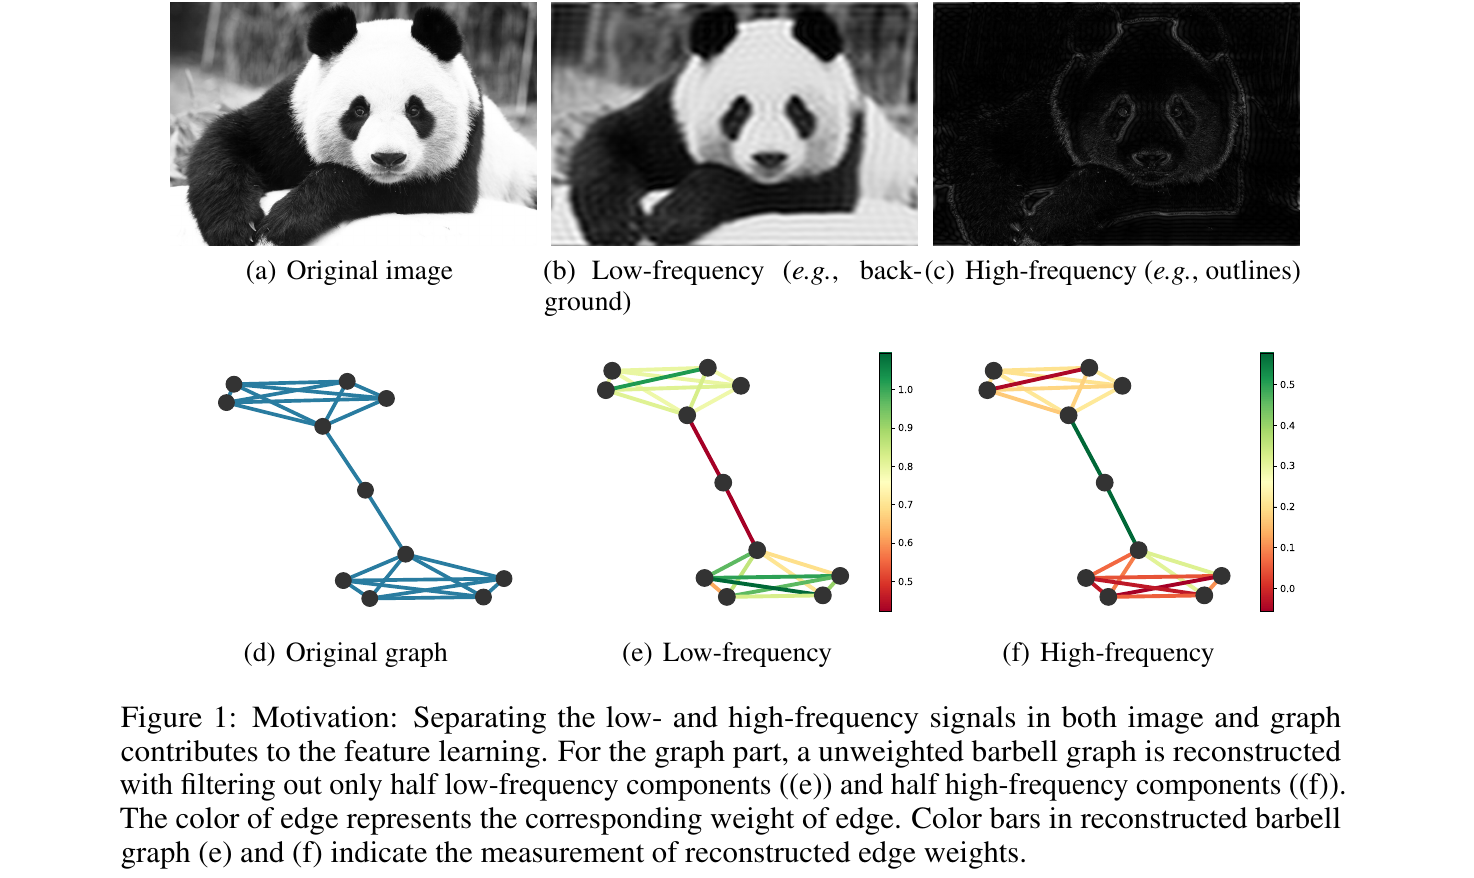 (a) Original image
(b) Low-frequency (e.g., back-
ground)
(c) High-frequency (e.g., outlines)
1.0
0.9
0.8
0.7
0.6
0.5
0.5
0.4
0.3
0.2
0.1
0.0
(d) Original graph
(e) Low-frequency
(f) High-frequency
Figure 1: Motivation: Separating the low- and high-frequency signals in both image and graph
contributes to the feature learning. For the graph part, a unweighted barbell graph is reconstructed
with filtering out only half low-frequency components ((e)) and half high-frequency components ((f)).
The color of edge represents the corresponding weight of edge. Color bars in reconstructed barbell
graph (e) and (f) indicate the measurement of reconstructed edge weights.